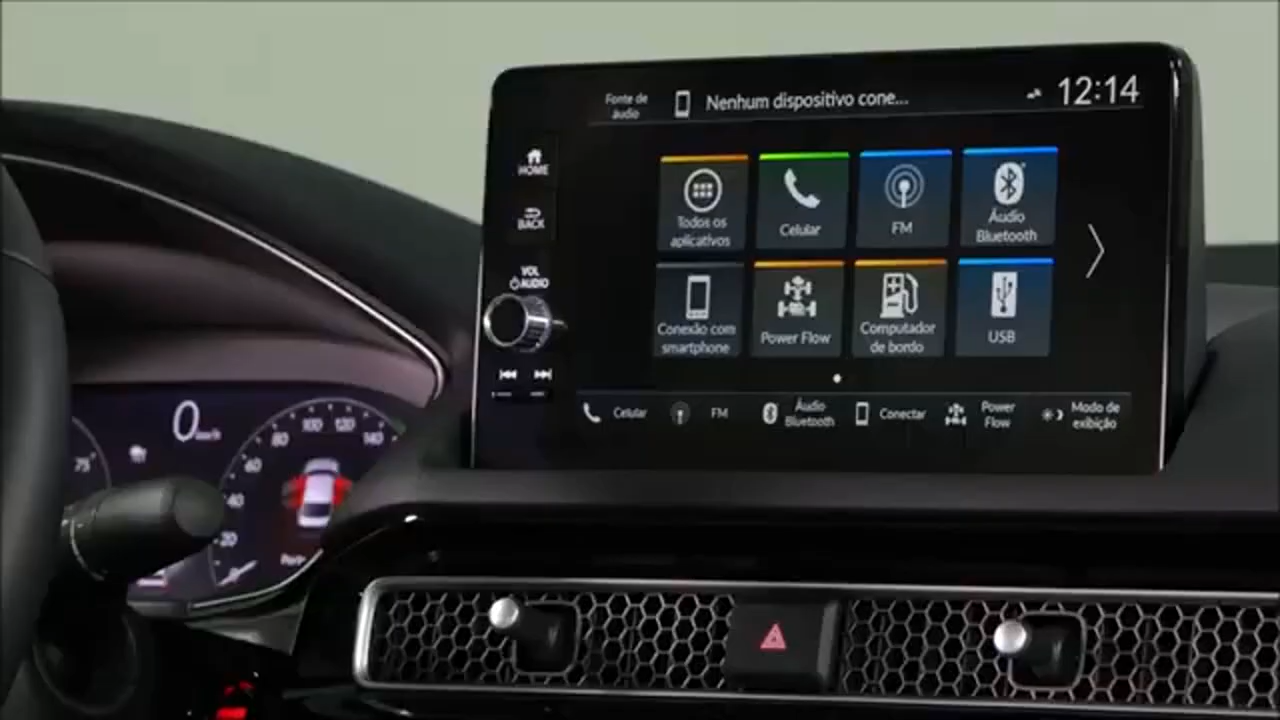 Fonte de
áudio
Nenhum dispositivo cone...
12:14
HOME
BACK
VOL
AUDIO
Todos os
aplicativos
Celular
FM
Áudio
Bluetooth
Conexão com
smartphone
Power Flow
Computador
de bordo
USB
Celular
FM
Áudio
Bluetooth
Conectar
Power
Flow
Modo de
exibição
0 km/h
75
20
40
60
80
100
120
140